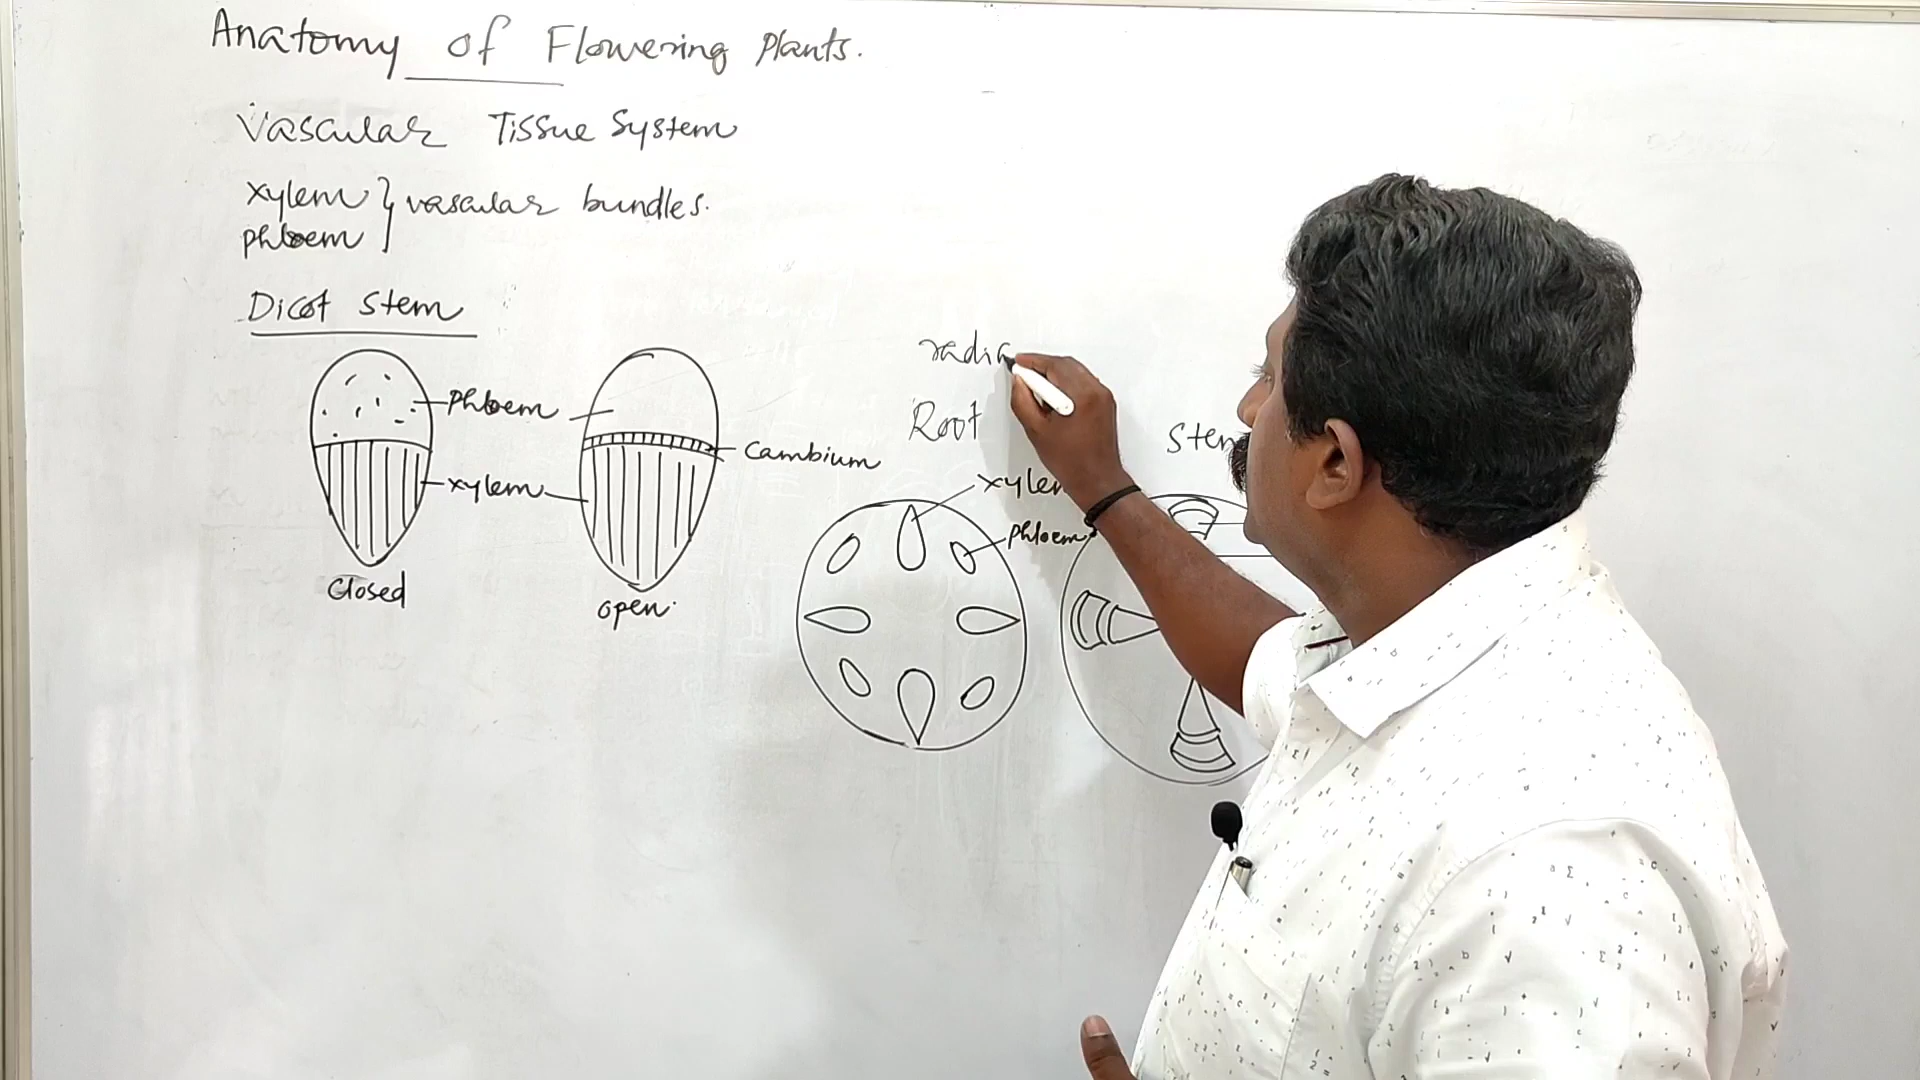 Anatomy of Flowering Plants.
Vascular Tissue System
xylem } vascular bundles.
phloem
Dicot Stem
Phloem
xylem
Closed
Cambium
open.
radia
Root
xylem
Phloem
Stem